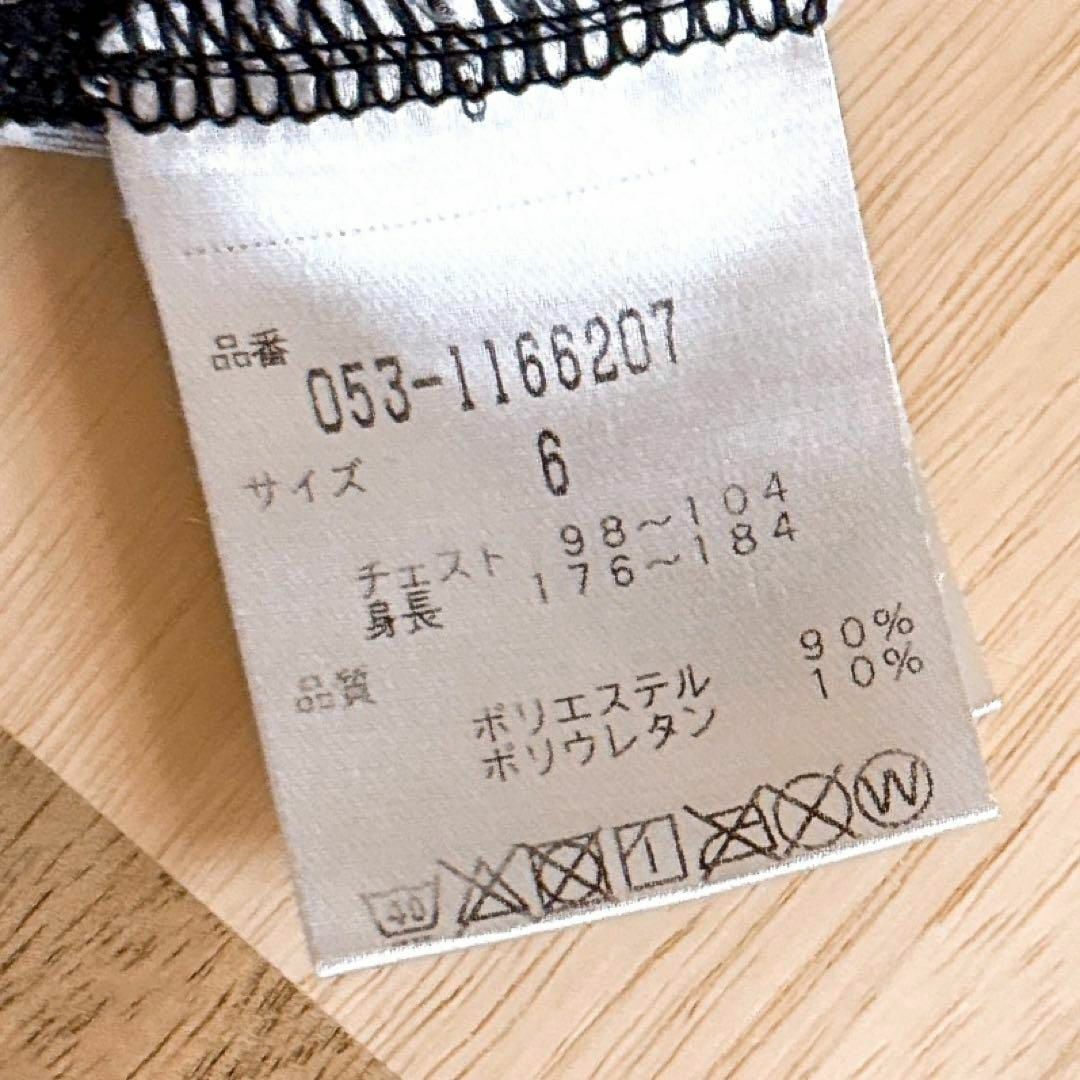 品番 053-1166207
サイズ 6
チェスト 98～104
身長 176～184
品質
ポリエステル 90%
ポリウレタン 10%
40 W